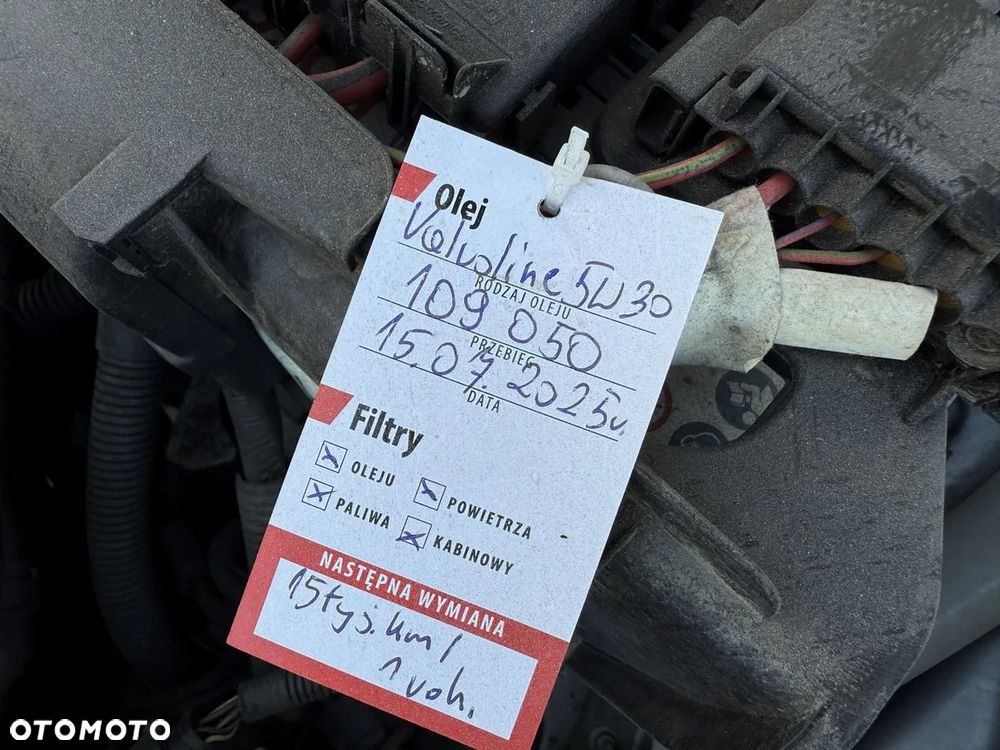 Olej
Valvoline 5W30
RODZAJ OLEJU
109 050
PRZEBIEG
15.07.2025r.
DATA
Filtry
OLEJU
POWIETRZA
PALIWA
KABINOWY
NASTĘPNA WYMIANA
15tyś. km /
1 rok.
OTOMOTO